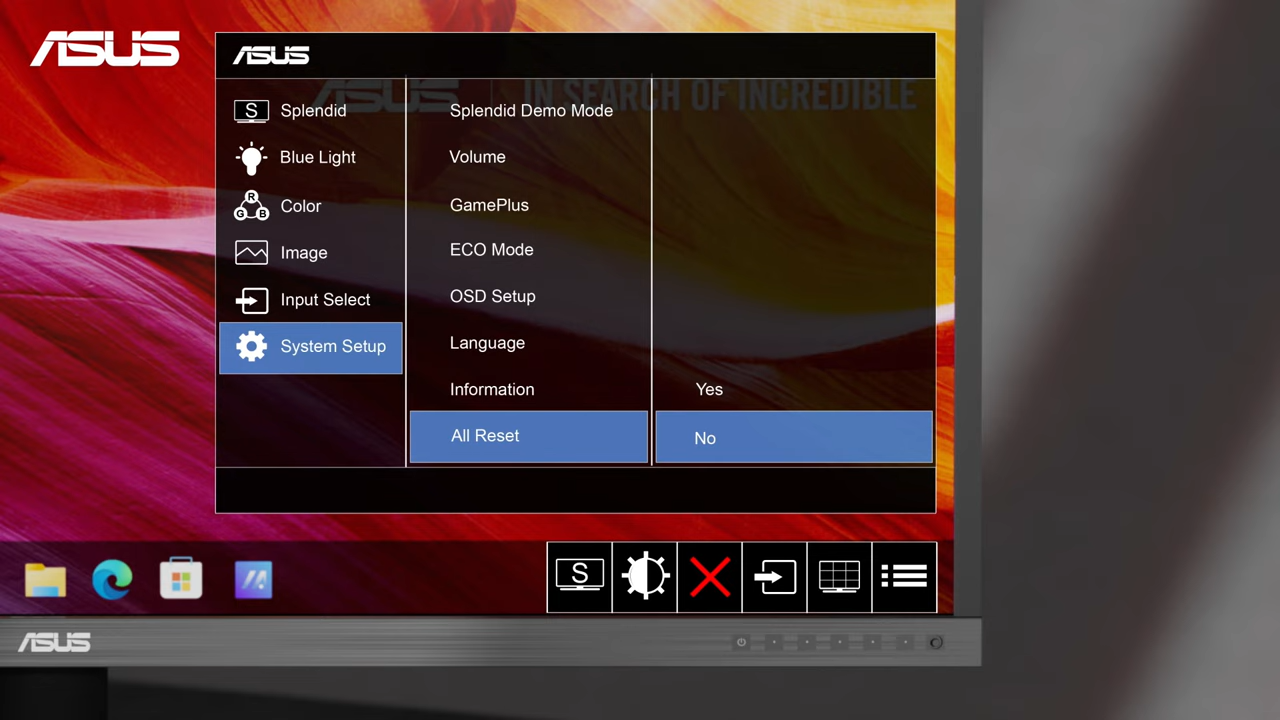 ASUS
ASUS
ASUS IN SEARCH OF INCREDIBLE
S Splendid
Blue Light
R
G B Color
Image
Input Select
System Setup
Splendid Demo Mode
Volume
GamePlus
ECO Mode
OSD Setup
Language
Information
All Reset
Yes
No
S
ASUS